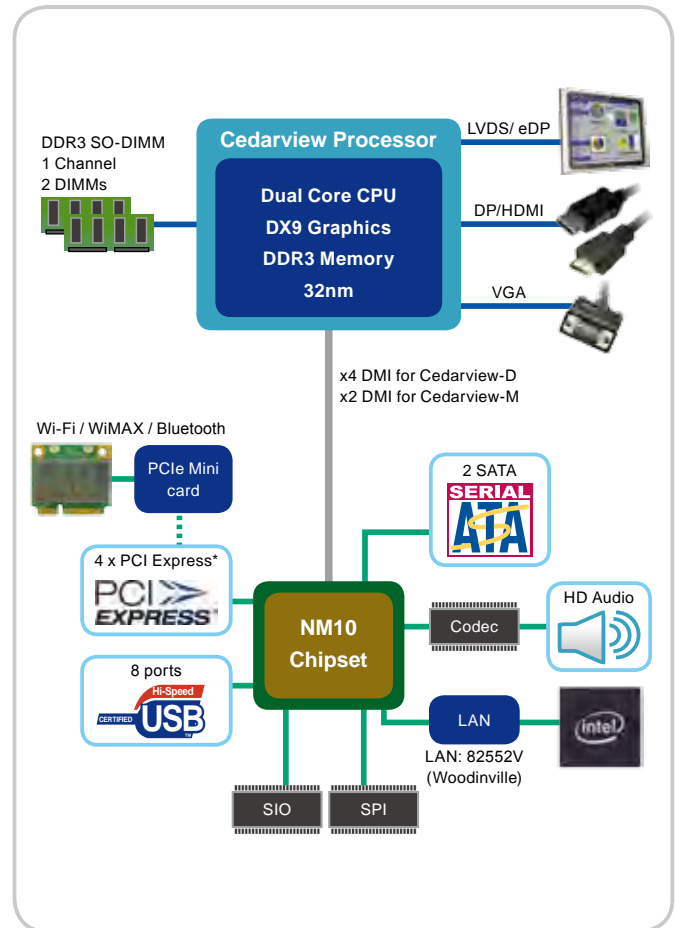 Cedarview Processor
Dual Core CPU
DX9 Graphics
DDR3 Memory
32nm
DDR3 SO-DIMM
1 Channel
2 DIMMs
LVDS/ eDP
DP/HDMI
VGA
x4 DMI for Cedarview-D
x2 DMI for Cedarview-M
Wi-Fi / WiMAX / Bluetooth
PCIe Mini
card
4 x PCI Express*
PCI
EXPRESS
8 ports
Hi-Speed
CERTIFIED
USB
TM
NM10
Chipset
2 SATA
SERIAL
ATA
Codec
HD Audio
LAN
LAN: 82552V
(Woodinville)
intel
SIO
SPI